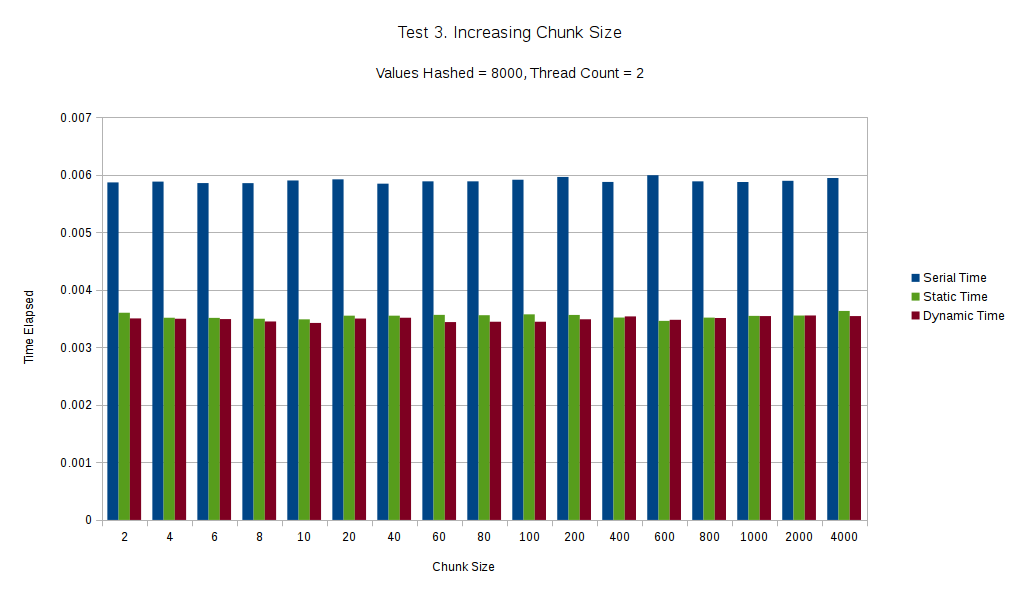 Test 3. Increasing Chunk Size
Values Hashed = 8000, Thread Count = 2
0.007
0.006
0.005
0.004
0.003
0.002
0.001
0
Time Elapsed
2 4 6 8 10 20 40 60 80 100 200 400 600 800 1000 2000 4000
Chunk Size
Serial Time
Static Time
Dynamic Time